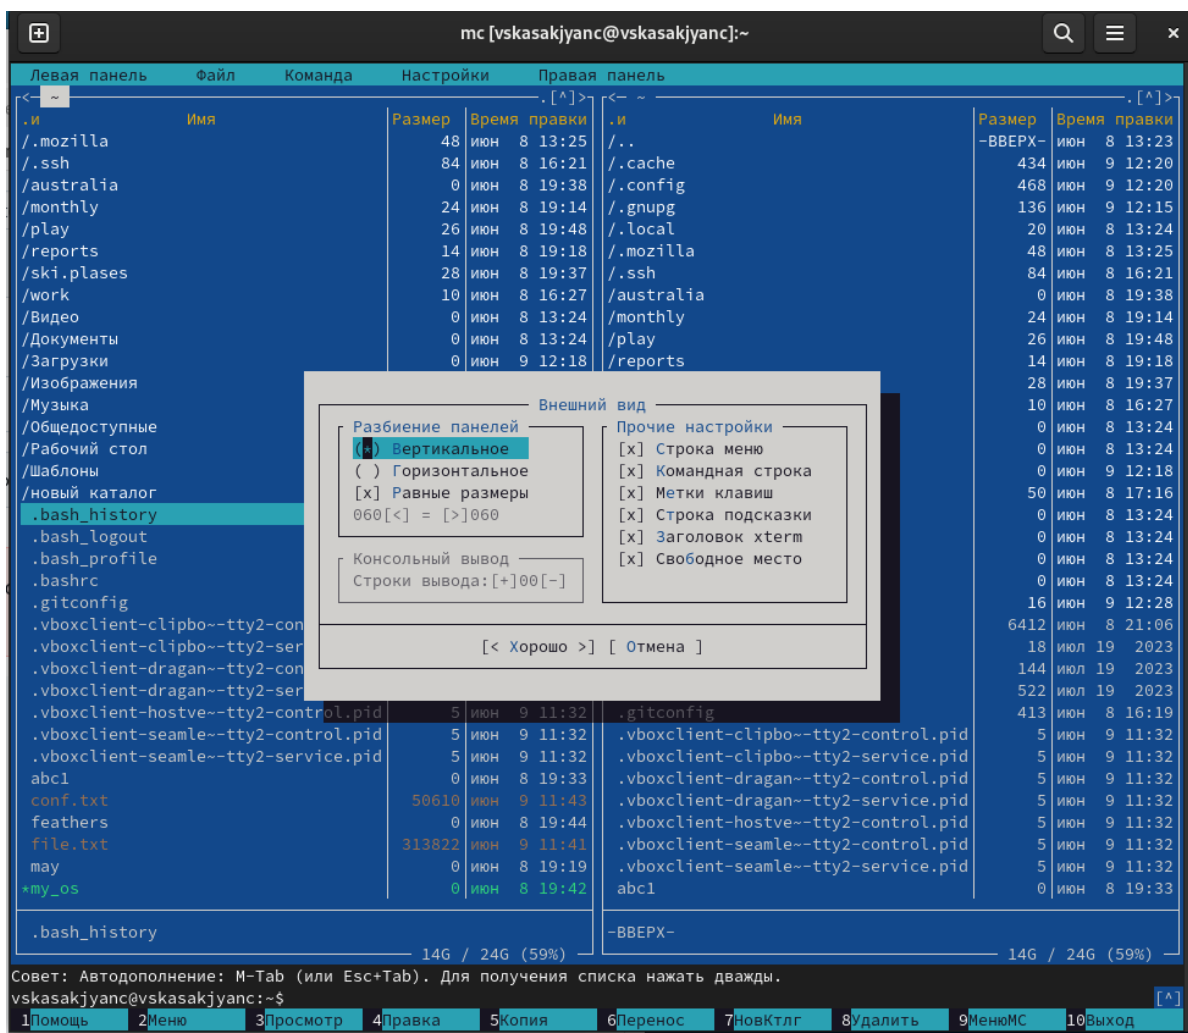 mc [vskasakjyanc@vskasakjyanc]:~
Левая панель Файл Команда Настройки Правая панель
<— ~ .[^]> <— ~ .[^]>
.и Имя Размер Время правки .и Имя Размер Время правки
/.mozilla 48 июн 8 13:25 /.. -ВВЕРХ- июн 8 13:23
/.ssh 84 июн 8 16:21 /.cache 434 июн 9 12:20
/australia 0 июн 8 19:38 /.config 468 июн 9 12:20
/monthly 24 июн 8 19:14 /.gnupg 136 июн 9 12:15
/play 26 июн 8 19:48 /.local 20 июн 8 13:24
/reports 14 июн 8 19:18 /.mozilla 48 июн 8 13:25
/ski.plases 28 июн 8 19:37 /.ssh 84 июн 8 16:21
/work 10 июн 8 16:27 /australia 0 июн 8 19:38
/Видео 0 июн 8 13:24 /monthly 24 июн 8 19:14
/Документы 0 июн 8 13:24 /play 26 июн 8 19:48
/Загрузки 0 июн 9 12:18 /reports 14 июн 8 19:18
/Изображения 28 июн 8 19:37
/Музыка Внешний вид 10 июн 8 16:27
/Общедоступные Разбиение панелей Прочие настройки 0 июн 8 13:24
/Рабочий стол (*) Вертикальное [x] Строка меню 0 июн 8 13:24
/Шаблоны ( ) Горизонтальное [x] Командная строка 0 июн 9 12:18
/новый каталог [x] Равные размеры [x] Метки клавиш 50 июн 8 17:16
.bash_history 060[<] = [>]060 [x] Строка подсказки 0 июн 8 13:24
.bash_logout [x] Заголовок xterm 0 июн 8 13:24
.bash_profile Консольный вывод [x] Свободное место 0 июн 8 13:24
.bashrc Строки вывода:[+]00[-] 0 июн 8 13:24
.gitconfig 16 июн 9 12:28
.vboxclient-clipbo~-tty2-con 6412 июн 8 21:06
.vboxclient-clipbo~-tty2-ser [< Хорошо >] [ Отмена ] 18 июл 19 2023
.vboxclient-dragan~-tty2-con 144 июл 19 2023
.vboxclient-dragan~-tty2-ser 522 июл 19 2023
.vboxclient-hostve~-tty2-control.pid 5 июн 9 11:32 .gitconfig 413 июн 8 16:19
.vboxclient-seamle~-tty2-control.pid 5 июн 9 11:32 .vboxclient-clipbo~-tty2-control.pid 5 июн 9 11:32
.vboxclient-seamle~-tty2-service.pid 5 июн 9 11:32 .vboxclient-clipbo~-tty2-service.pid 5 июн 9 11:32
abc1 0 июн 8 19:33 .vboxclient-dragan~-tty2-control.pid 5 июн 9 11:32
conf.txt 50610 июн 9 11:43 .vboxclient-dragan~-tty2-service.pid 5 июн 9 11:32
feathers 0 июн 8 19:44 .vboxclient-hostve~-tty2-control.pid 5 июн 9 11:32
file.txt 313822 июн 9 11:41 .vboxclient-seamle~-tty2-control.pid 5 июн 9 11:32
may 0 июн 8 19:19 .vboxclient-seamle~-tty2-service.pid 5 июн 9 11:32
*my_os 0 июн 8 19:42 abc1 0 июн 8 19:33
.bash_history -ВВЕРХ-
14G / 24G (59%) 14G / 24G (59%)
Совет: Автодополнение: M-Tab (или Esc+Tab). Для получения списка нажать дважды.
vskasakjyanc@vskasakjyanc:~$ [^]
1Помощь 2Меню 3Просмотр 4Правка 5Копия 6Перенос 7НовКтлг 8Удалить 9МенюMC 10Выход